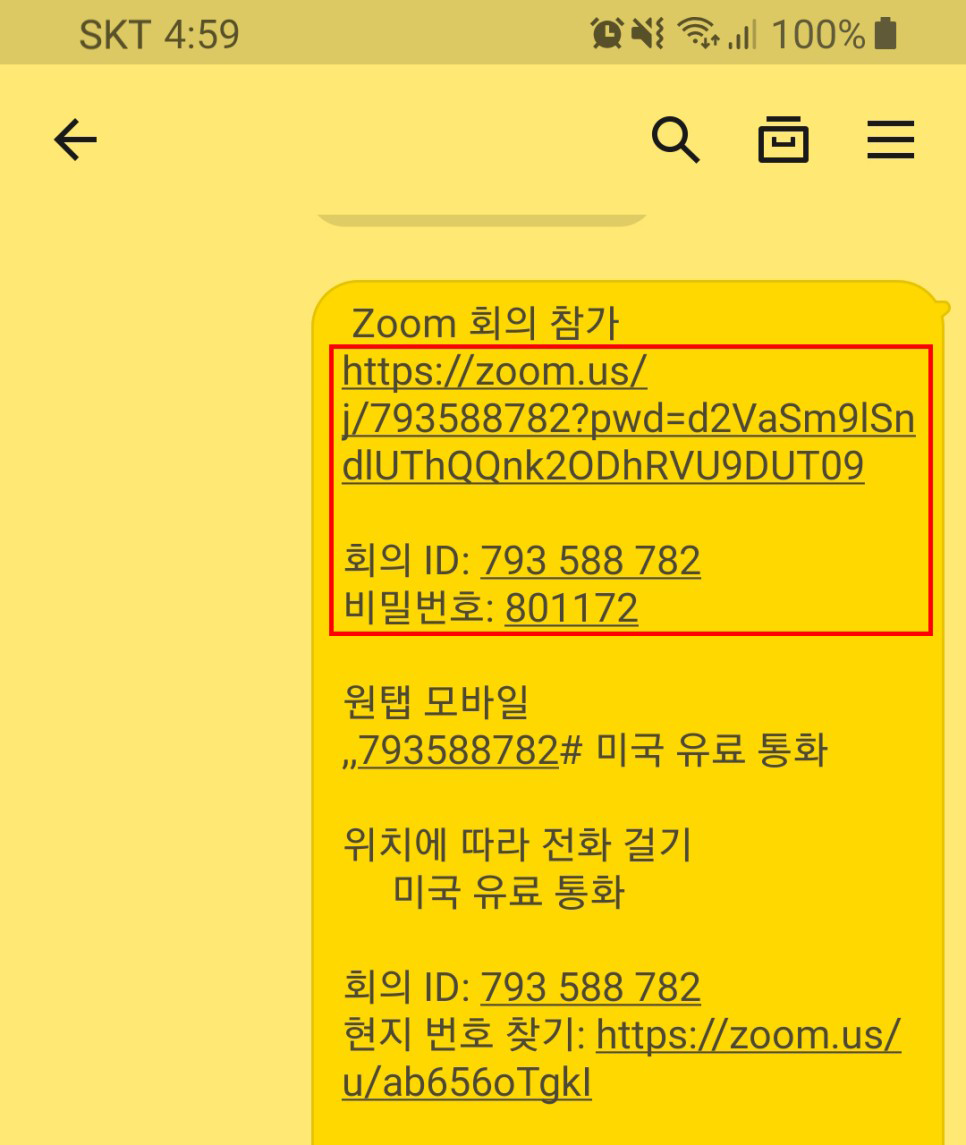 SKT 4:59 100%
Zoom 회의 참가
https://zoom.us/
j/793588782?pwd=d2VaSm9lSn
dlUThQQnk2ODhRVU9DUT09
회의 ID: 793 588 782
비밀번호: 801172
원탭 모바일
,,793588782# 미국 유료 통화
위치에 따라 전화 걸기
미국 유료 통화
회의 ID: 793 588 782
현지 번호 찾기: https://zoom.us/
u/ab656oTgkI